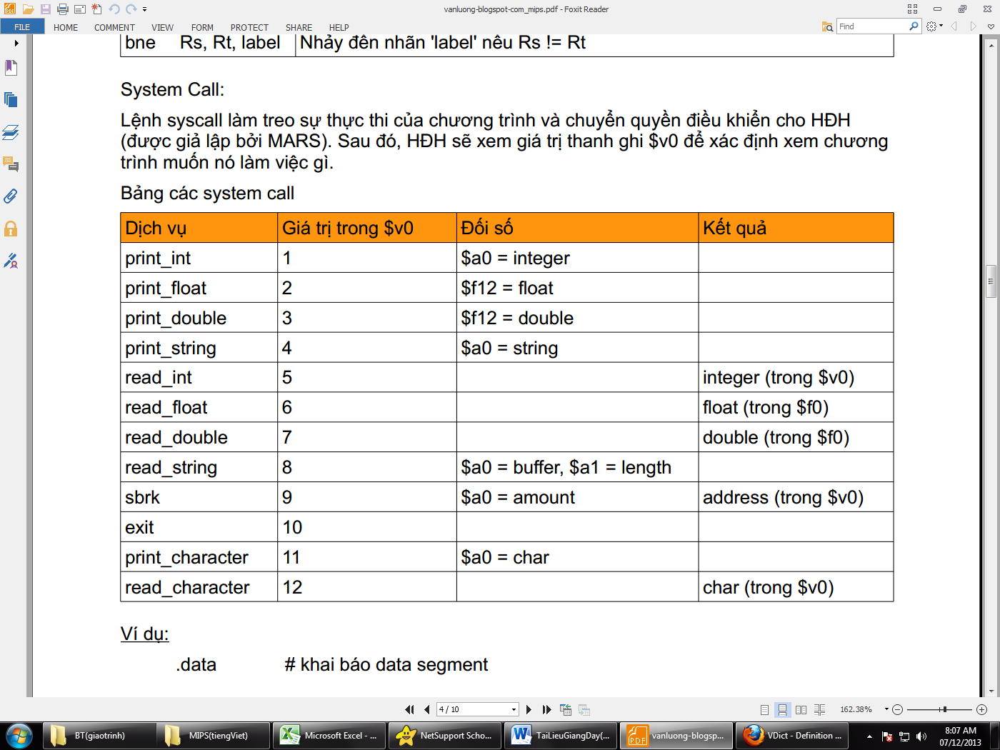 vanluong-blogspot-com_mips.pdf - Foxit Reader
FILE HOME COMMENT VIEW FORM PROTECT SHARE HELP
Find
bne Rs, Rt, label Nhảy đến nhãn 'label' nếu Rs != Rt
System Call:
Lệnh syscall làm treo sự thực thi của chương trình và chuyển quyền điều khiển cho HĐH
(được giả lập bởi MARS). Sau đó, HĐH sẽ xem giá trị thanh ghi $v0 để xác định xem chương
trình muốn nó làm việc gì.
Bảng các system call
Dịch vụ Giá trị trong $v0 Đối số Kết quả
print_int 1 $a0 = integer
print_float 2 $f12 = float
print_double 3 $f12 = double
print_string 4 $a0 = string
read_int 5 integer (trong $v0)
read_float 6 float (trong $f0)
read_double 7 double (trong $f0)
read_string 8 $a0 = buffer, $a1 = length
sbrk 9 $a0 = amount address (trong $v0)
exit 10
print_character 11 $a0 = char
read_character 12 char (trong $v0)
Ví dụ:
.data # khai báo data segment
4 / 10
162.38%
BT(giaotrinh) MIPS(tiengViet) Microsoft Excel - ... NetSupport Scho... TaiLieuGiangDay(... vanluong-blogsp... VDict - Definition ...
8:07 AM
07/12/2013